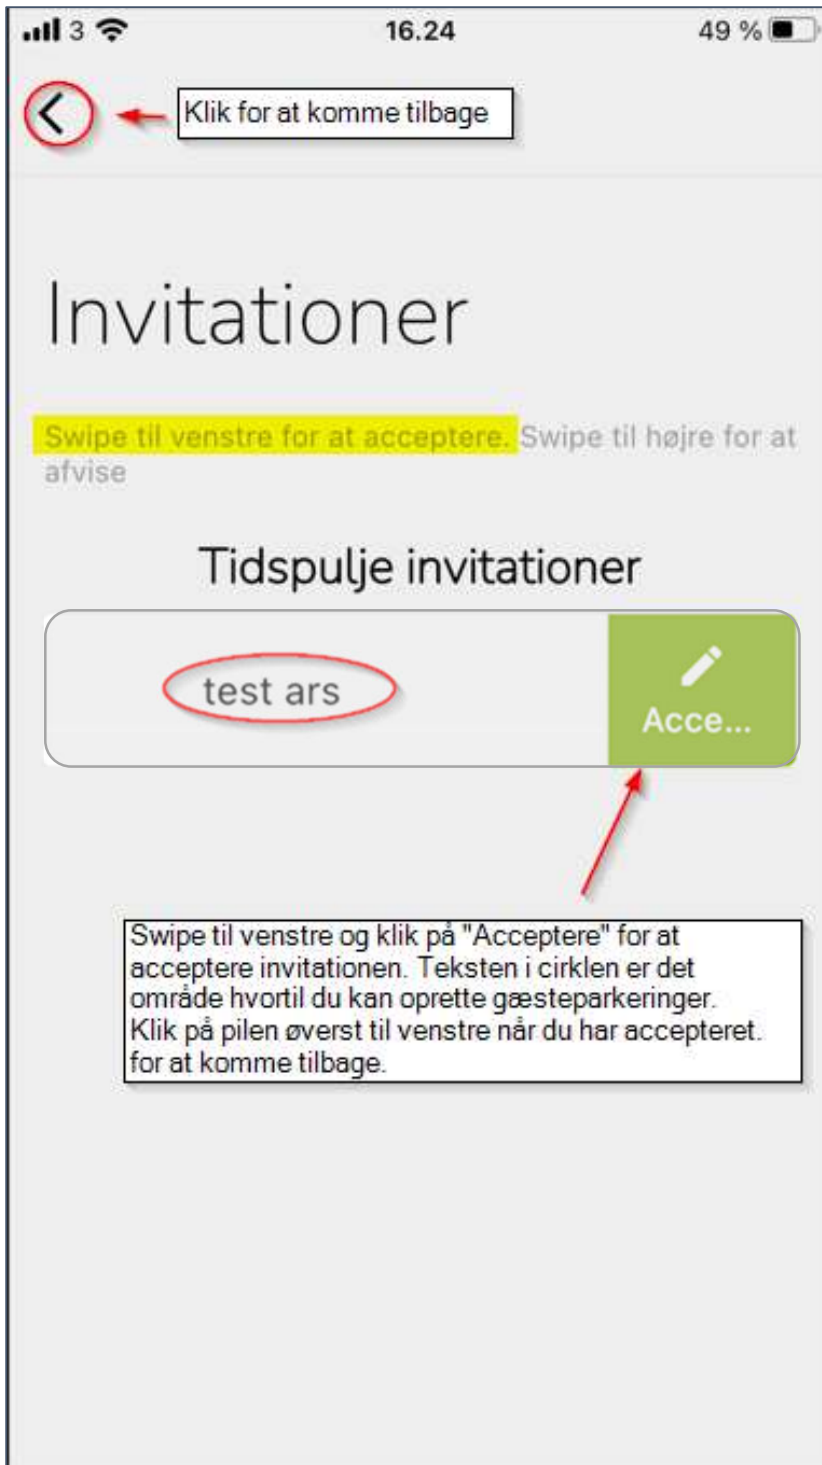 3 16.24 49 %
Klik for at komme tilbage
Invitationer
Swipe til venstre for at acceptere. Swipe til højre for at
afvise
Tidspulje invitationer
test ars
Acce...
Swipe til venstre og klik på "Acceptere" for at
acceptere invitationen. Teksten i cirklen er det
område hvortil du kan oprette gæsteparkeringer.
Klik på pilen øverst til venstre når du har accepteret.
for at komme tilbage.